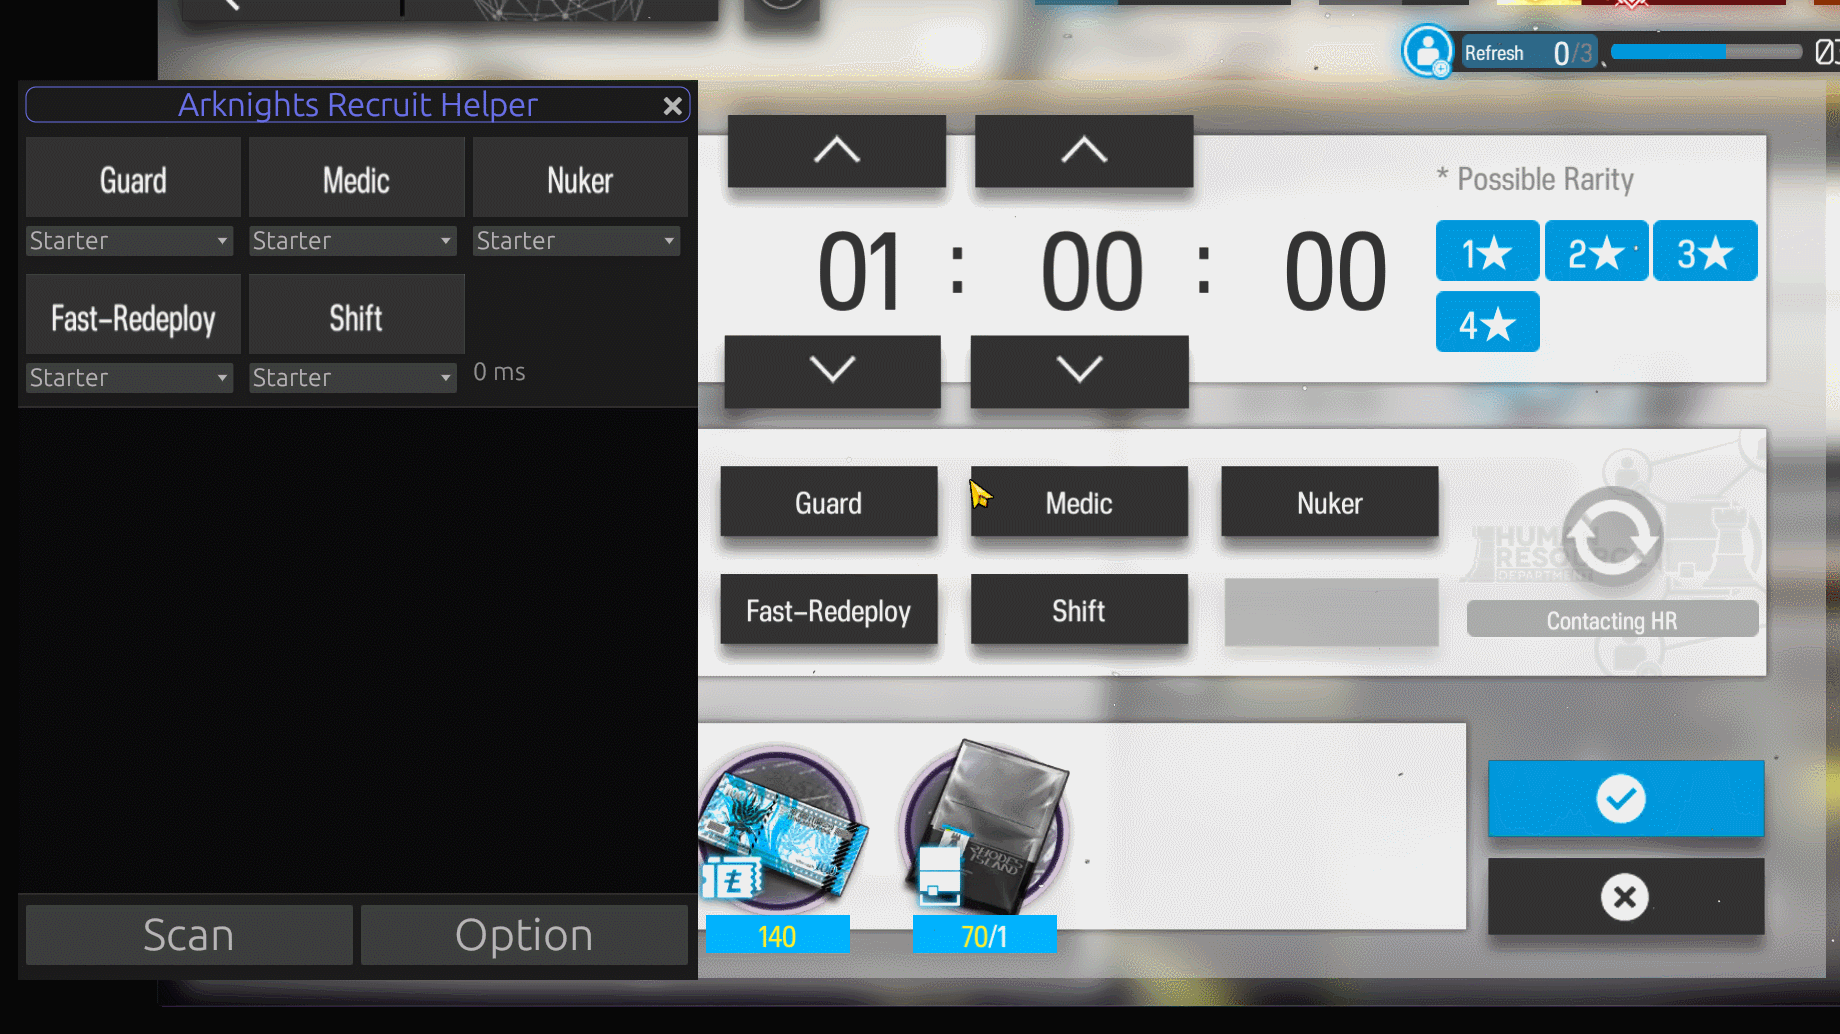 Refresh 0/3
Arknights Recruit Helper
Guard Medic Nuker
Starter Starter Starter
Fast-Redeploy Shift
Starter Starter 0 ms
Scan Option
01 : 00 : 00
* Possible Rarity
1★ 2★ 3★
4★
Guard Medic Nuker
Fast-Redeploy Shift
HUMAN
RESOURCE
DEPARTMENT
Contacting HR
RHODES
ISLAND
140 70/1